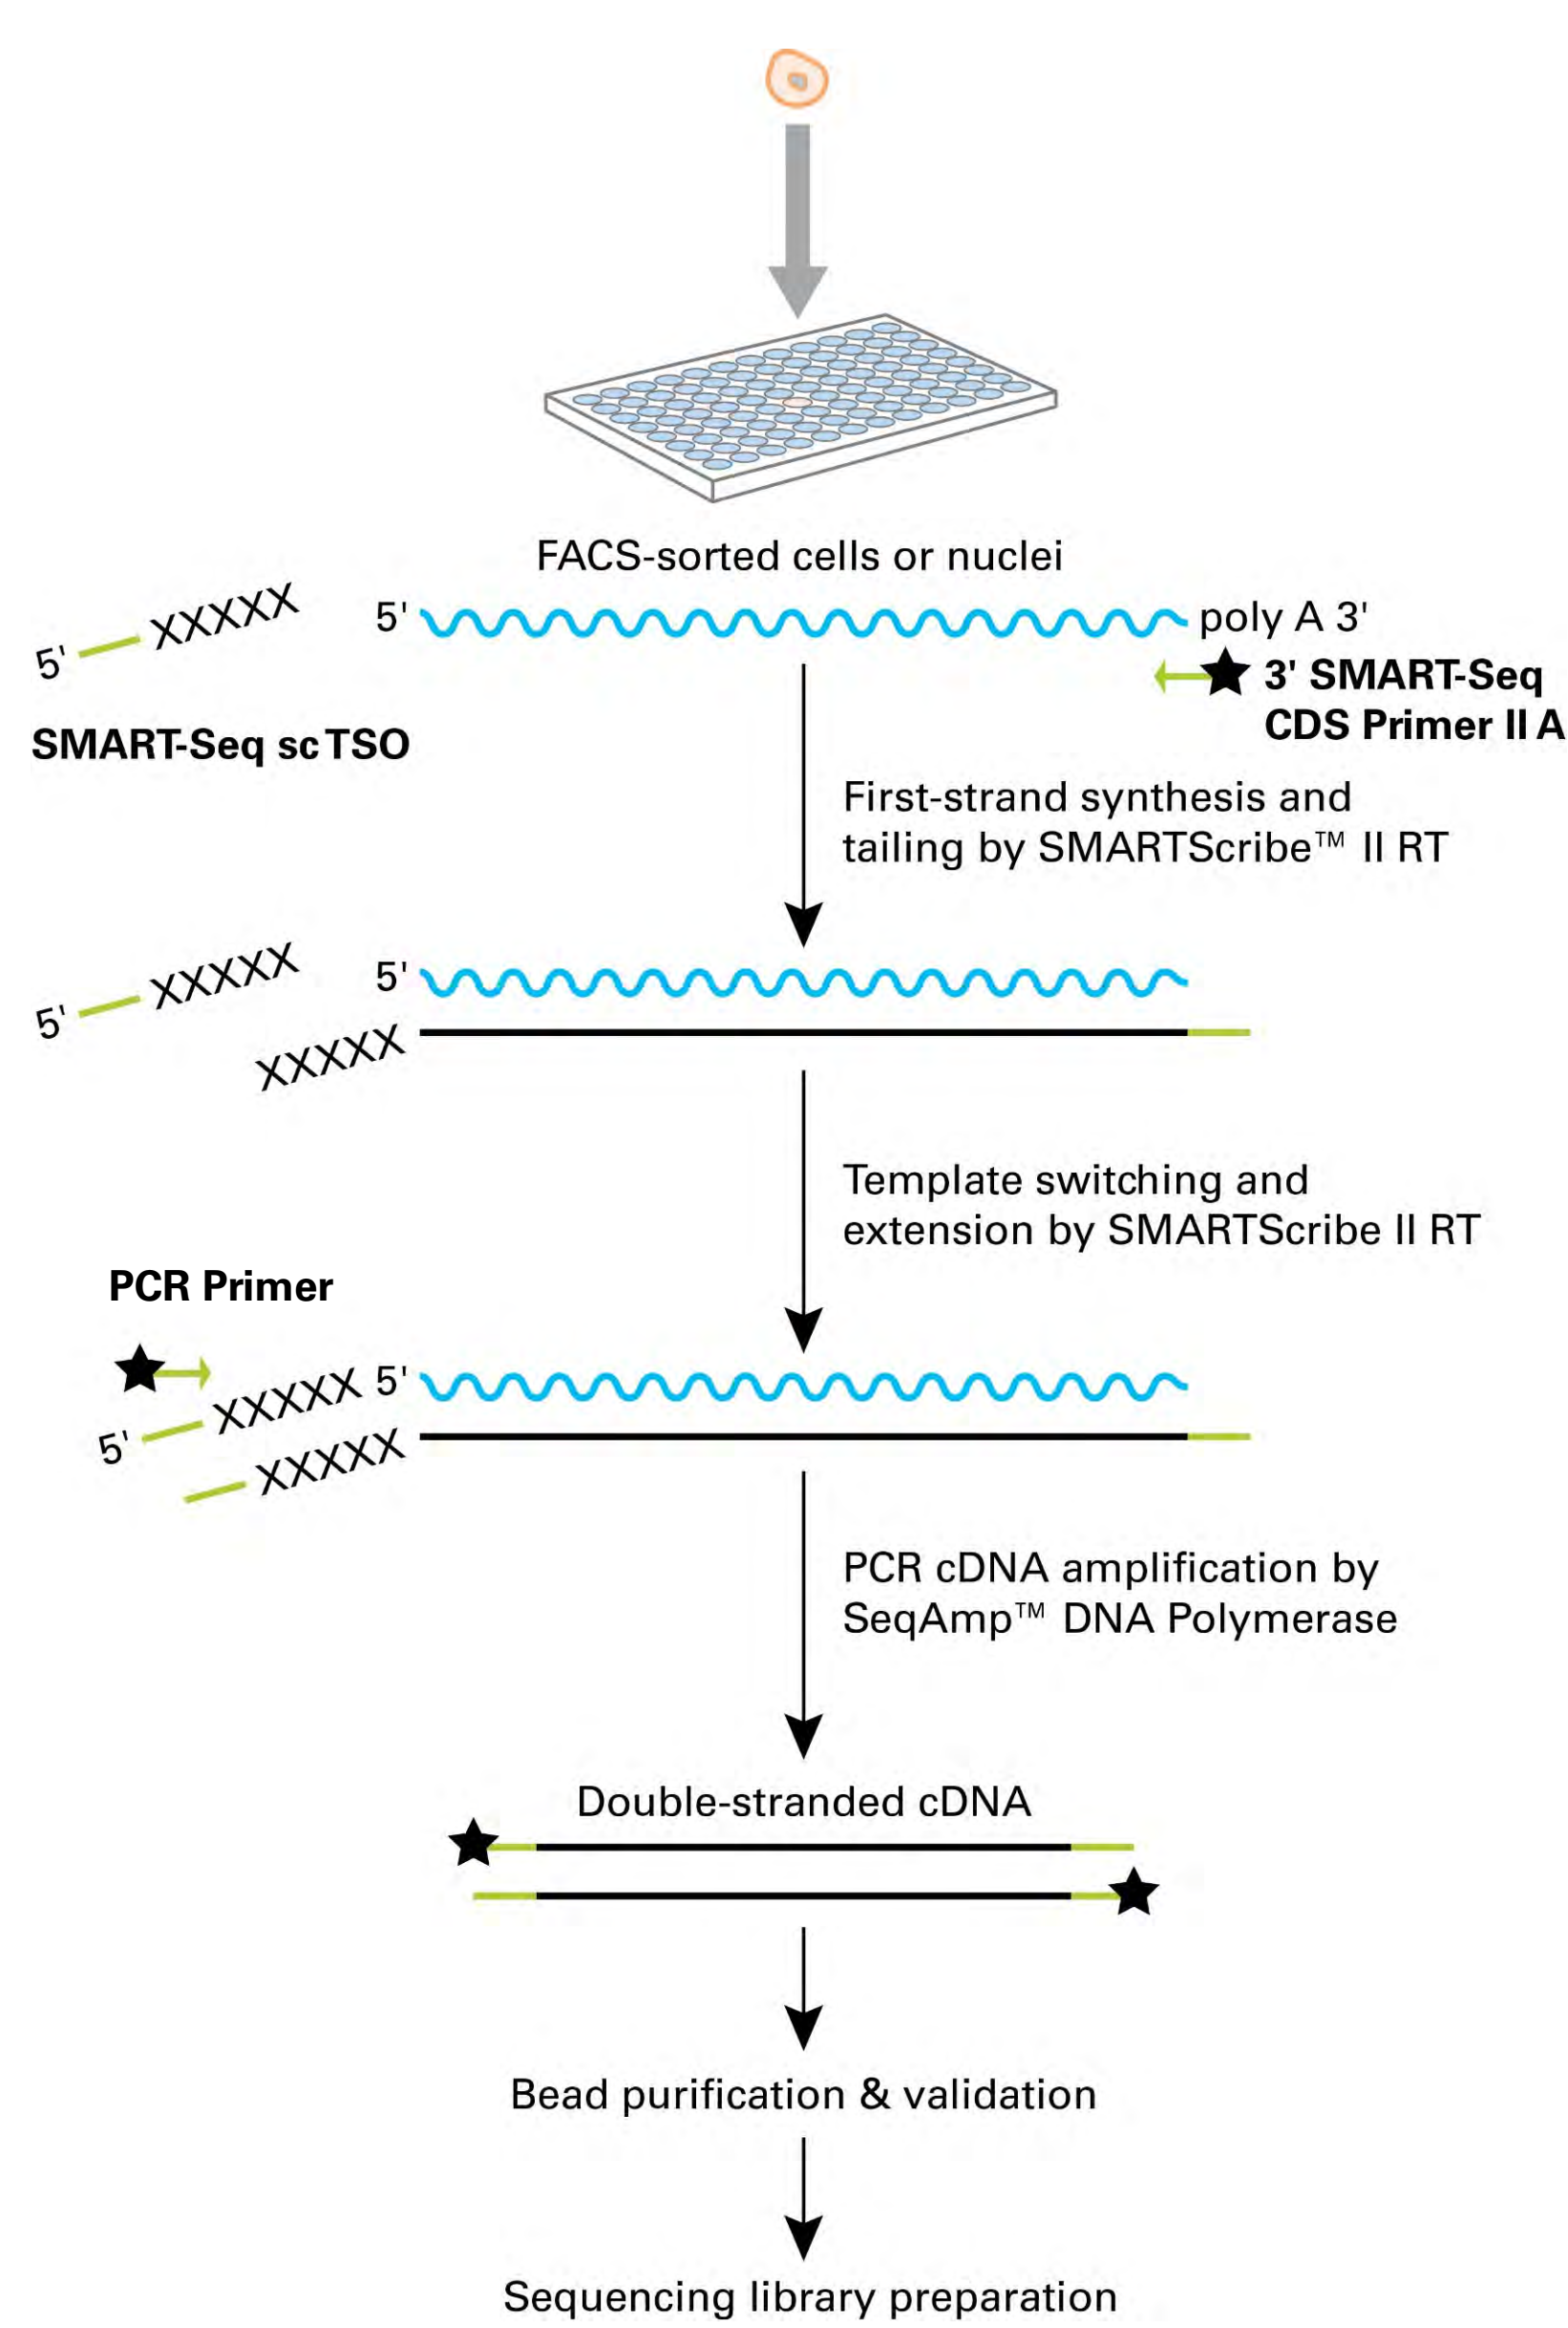 FACS-sorted cells or nuclei
5' XXXXX
5' poly A 3'
SMART-Seq sc TSO
3' SMART-Seq
CDS Primer II A
First-strand synthesis and
tailing by SMARTScribe™ II RT
5' XXXXX
5'
XXXXX
Template switching and
extension by SMARTScribe II RT
PCR Primer
5' XXXXX
5'
XXXXX
PCR cDNA amplification by
SeqAmp™ DNA Polymerase
Double-stranded cDNA
Bead purification & validation
Sequencing library preparation